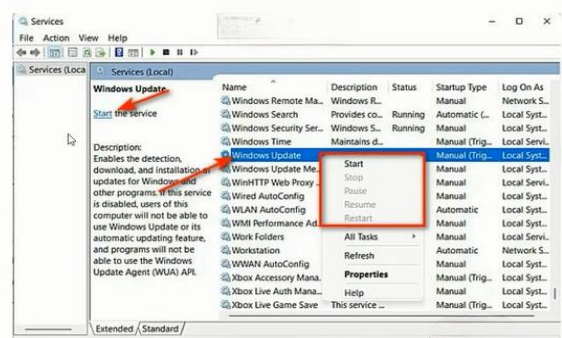 Services
File Action View Help
Services (Loca
Services (Local)
Windows Update
Start the service
Description:
Enables the detection,
download, and installation of
updates for Windows and
other programs. If this service
is disabled, users of this
computer will not be able to
use Windows Update or its
automatic updating feature,
and programs will not be
able to use the Windows
Update Agent (WUA) API.
Name Description Status Startup Type Log On As
Windows Remote Ma... Windows R... Manual Network S...
Windows Search Provides co... Running Automatic (... Local Syst...
Windows Security Ser... Windows S... Running Manual Local Syst...
Windows Time Maintains d... Manual (Trig... Local Servi...
Windows Update Manual (Trig... Local Syst...
Windows Update Me... Manual Local Syst...
WinHTTP Web Proxy Manual Local Servi...
Wired AutoConfig Manual Local Syst...
WLAN AutoConfig Automatic Local Syst...
WMI Performance Ad... Manual Local Syst...
Work Folders Manual Local Servi...
Workstation Automatic Network S...
WWAN AutoConfig Manual Local Syst...
Xbox Accessory Mana... Manual (Trig... Local Syst...
Xbox Live Auth Mana... Manual Local Syst...
Xbox Live Game Save This service ... Manual (Trig... Local Syst...
Start
Stop
Pause
Resume
Restart
All Tasks
Refresh
Properties
Help
Extended Standard